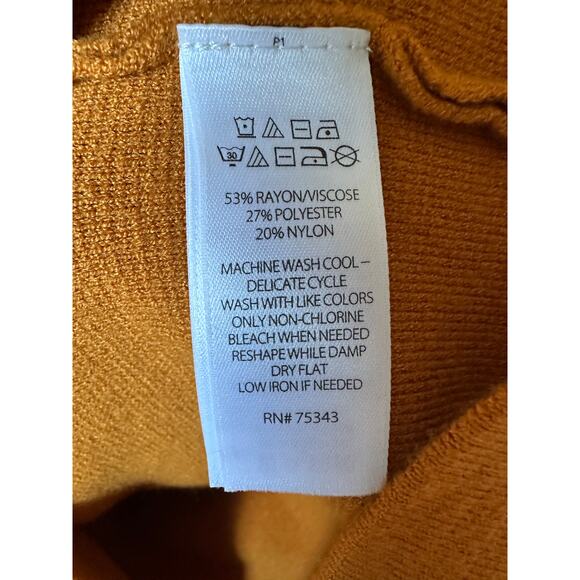 P1
30
53% RAYON/VISCOSE
27% POLYESTER
20% NYLON
MACHINE WASH COOL—
DELICATE CYCLE
WASH WITH LIKE COLORS
ONLY NON-CHLORINE
BLEACH WHEN NEEDED
RESHAPE WHILE DAMP
DRY FLAT
LOW IRON IF NEEDED
RN# 75343